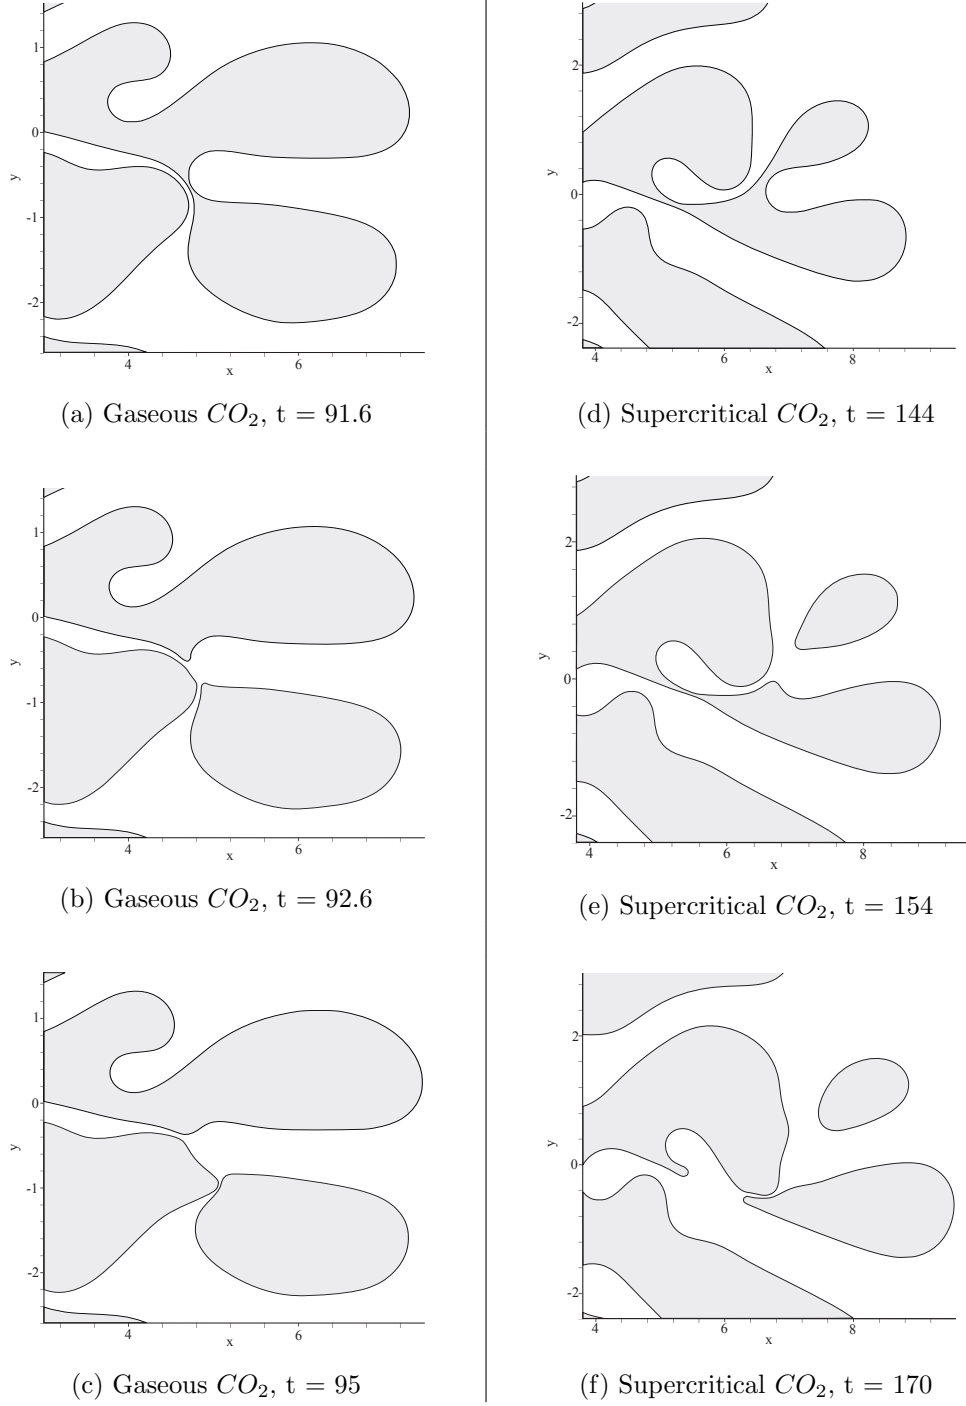 1
0
-1
-2
y
4
6
x
(a) Gaseous CO2, t = 91.6
1
0
-1
-2
y
4
6
x
(b) Gaseous CO2, t = 92.6
1
0
-1
-2
y
4
6
x
(c) Gaseous CO2, t = 95
2
0
-2
y
4
6
8
x
(d) Supercritical CO2, t = 144
2
0
-2
y
4
6
8
x
(e) Supercritical CO2, t = 154
2
0
-2
y
4
6
8
x
(f) Supercritical CO2, t = 170